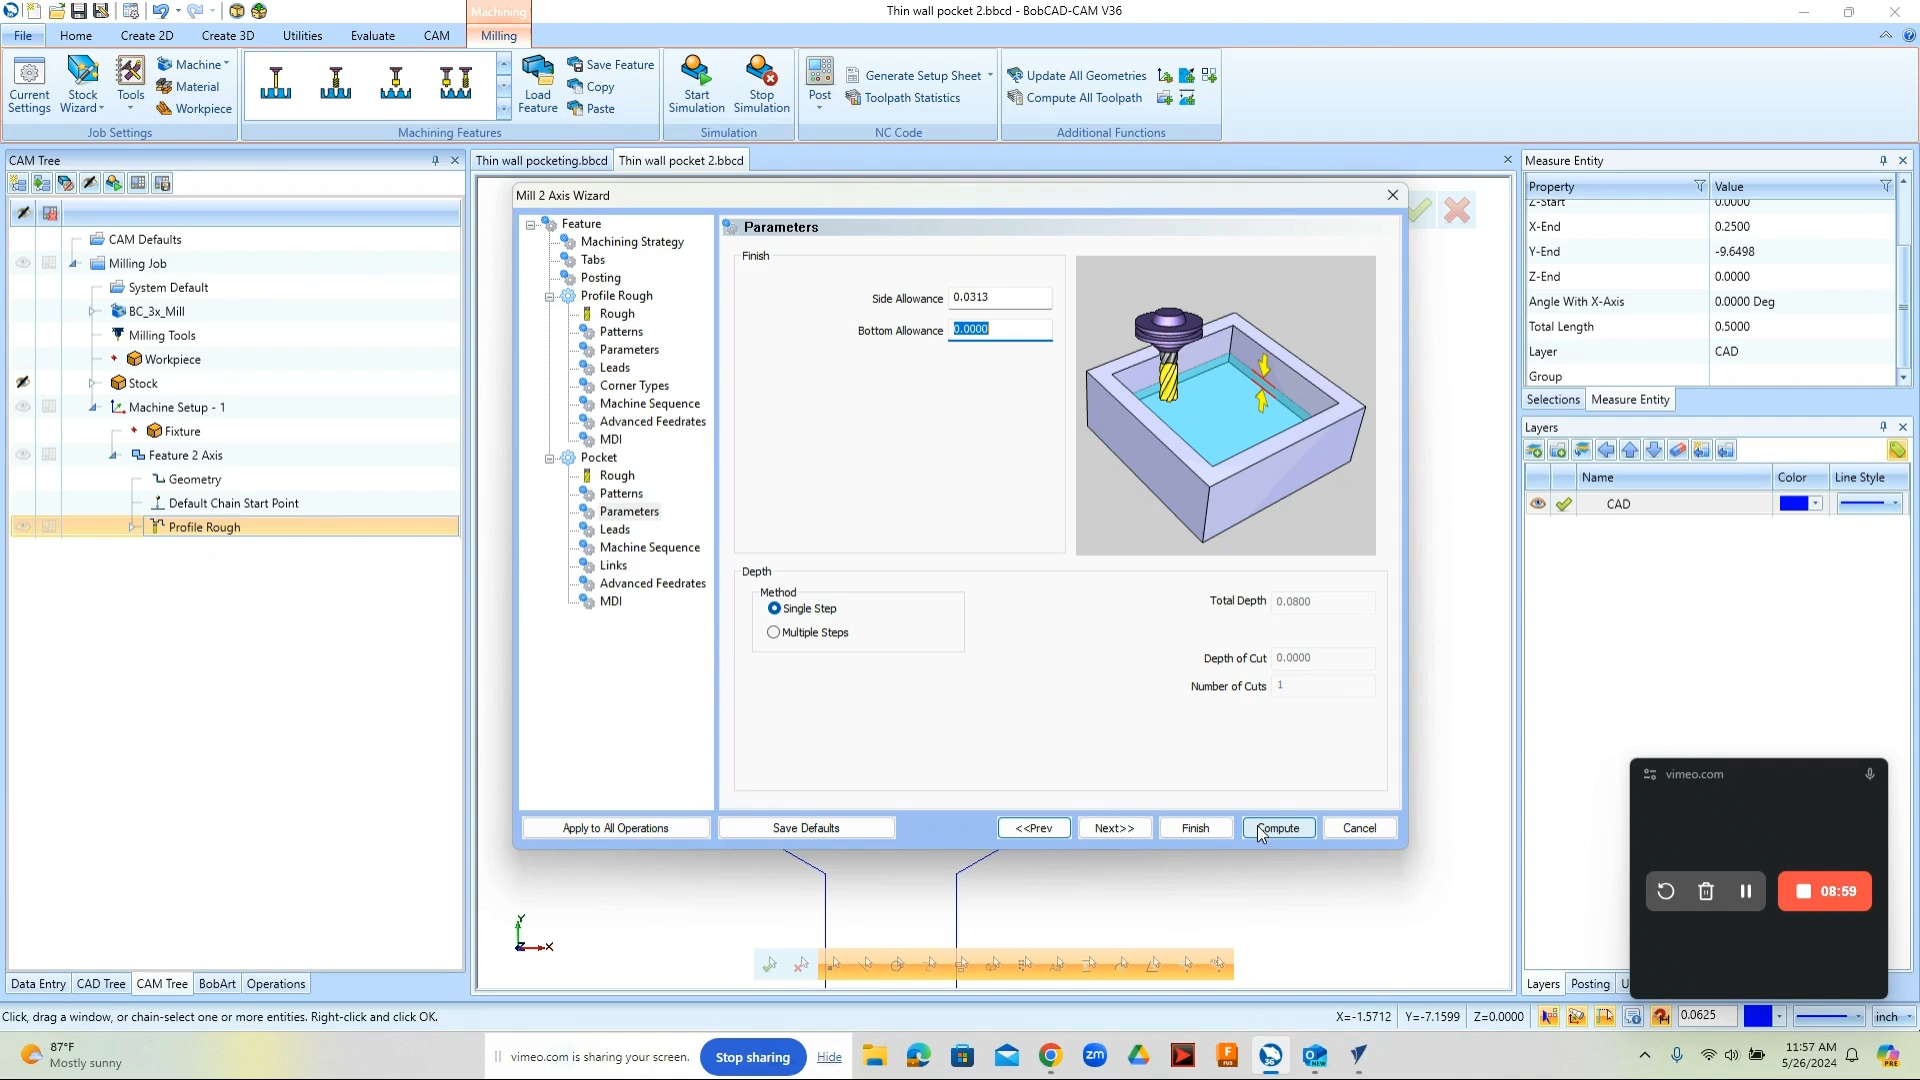 Machining
Thin wall pocket 2.bbcd - BobCAD-CAM V36
File Home Create 2D Create 3D Utilities Evaluate CAM Milling
Current Settings
Stock Wizard
Tools
Machine
Material
Workpiece
Job Settings
Load Feature
Save Feature
Copy
Paste
Machining Features
Start Simulation
Stop Simulation
Simulation
Post
Generate Setup Sheet
Toolpath Statistics
NC Code
Update All Geometries
Compute All Toolpath
Additional Functions
CAM Tree
CAM Defaults
Milling Job
System Default
BC_3x_Mill
Milling Tools
Workpiece
Stock
Machine Setup - 1
Fixture
Feature 2 Axis
Geometry
Default Chain Start Point
Profile Rough
Data Entry CAD Tree CAM Tree BobArt Operations
Thin wall pocketing.bbcd Thin wall pocket 2.bbcd
Mill 2 Axis Wizard
Feature
Machining Strategy
Tabs
Posting
Profile Rough
Rough
Patterns
Parameters
Leads
Corner Types
Machine Sequence
Advanced Feedrates
MDI
Pocket
Rough
Patterns
Parameters
Leads
Machine Sequence
Links
Advanced Feedrates
MDI
Parameters
Finish
Side Allowance 0.0313
Bottom Allowance 0.0000
Depth
Method
Single Step
Multiple Steps
Total Depth 0.0800
Depth of Cut 0.0000
Number of Cuts 1
Apply to All Operations Save Defaults <<Prev Next>> Finish Compute Cancel
Y
Z X
Measure Entity
Property Value
Z-Start 0.0000
X-End 0.2500
Y-End -9.6498
Z-End 0.0000
Angle With X-Axis 0.0000 Deg
Total Length 0.5000
Layer CAD
Group
Selections Measure Entity
Layers
Name Color Line Style
CAD
Layers Posting U
vimeo.com
08:59
Click, drag a window, or chain-select one or more entities. Right-click and click OK.
X=-1.5712 Y=-7.1599 Z=0.0000 0.0625 inch
87°F
Mostly sunny
vimeo.com is sharing your screen. Stop sharing Hide
zm
F
FUS
36
NEW
11:57 AM
5/26/2024
PRE